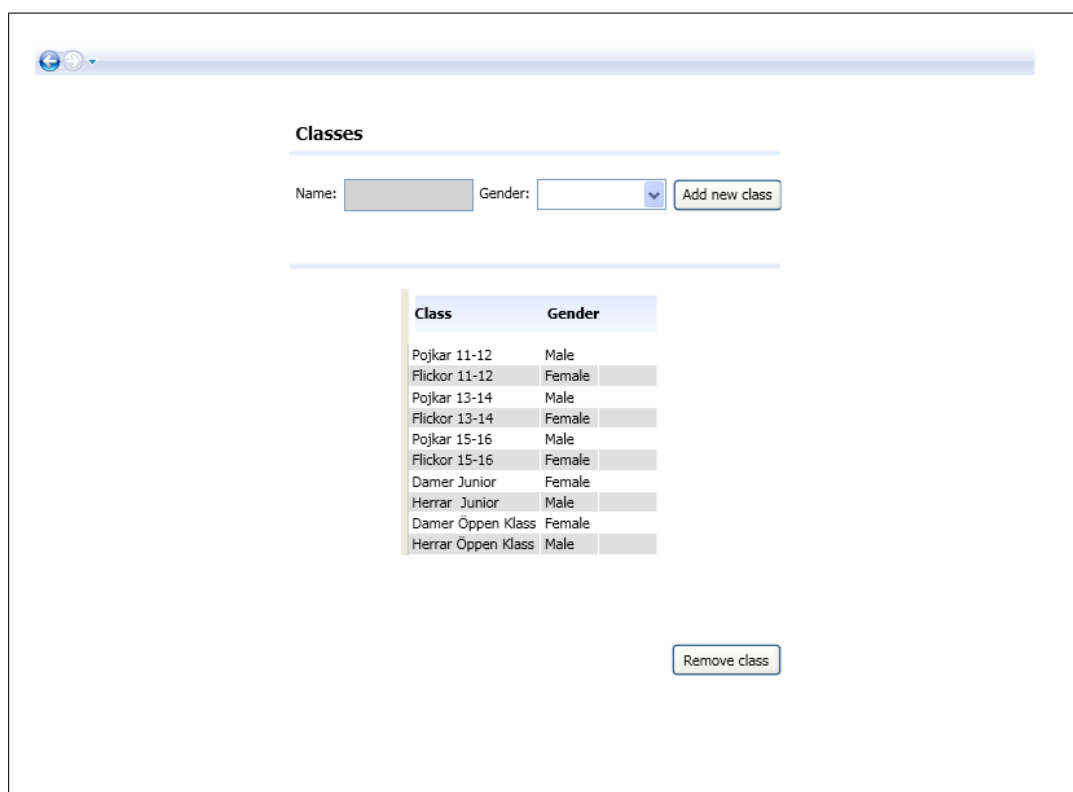 Classes
Name: Gender: Add new class
Class Gender
Pojkar 11-12 Male
Flickor 11-12 Female
Pojkar 13-14 Male
Flickor 13-14 Female
Pojkar 15-16 Male
Flickor 15-16 Female
Damer Junior Female
Herrar Junior Male
Damer Öppen Klass Female
Herrar Öppen Klass Male
Remove class